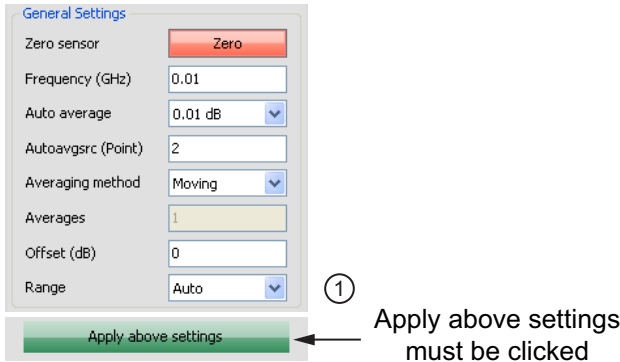 General Settings
Zero sensor Zero
Frequency (GHz) 0.01
Auto average 0.01 dB
Autoavgsrc (Point) 2
Averaging method Moving
Averages 1
Offset (dB) 0
Range Auto
1
Apply above settings
Apply above settings
must be clicked